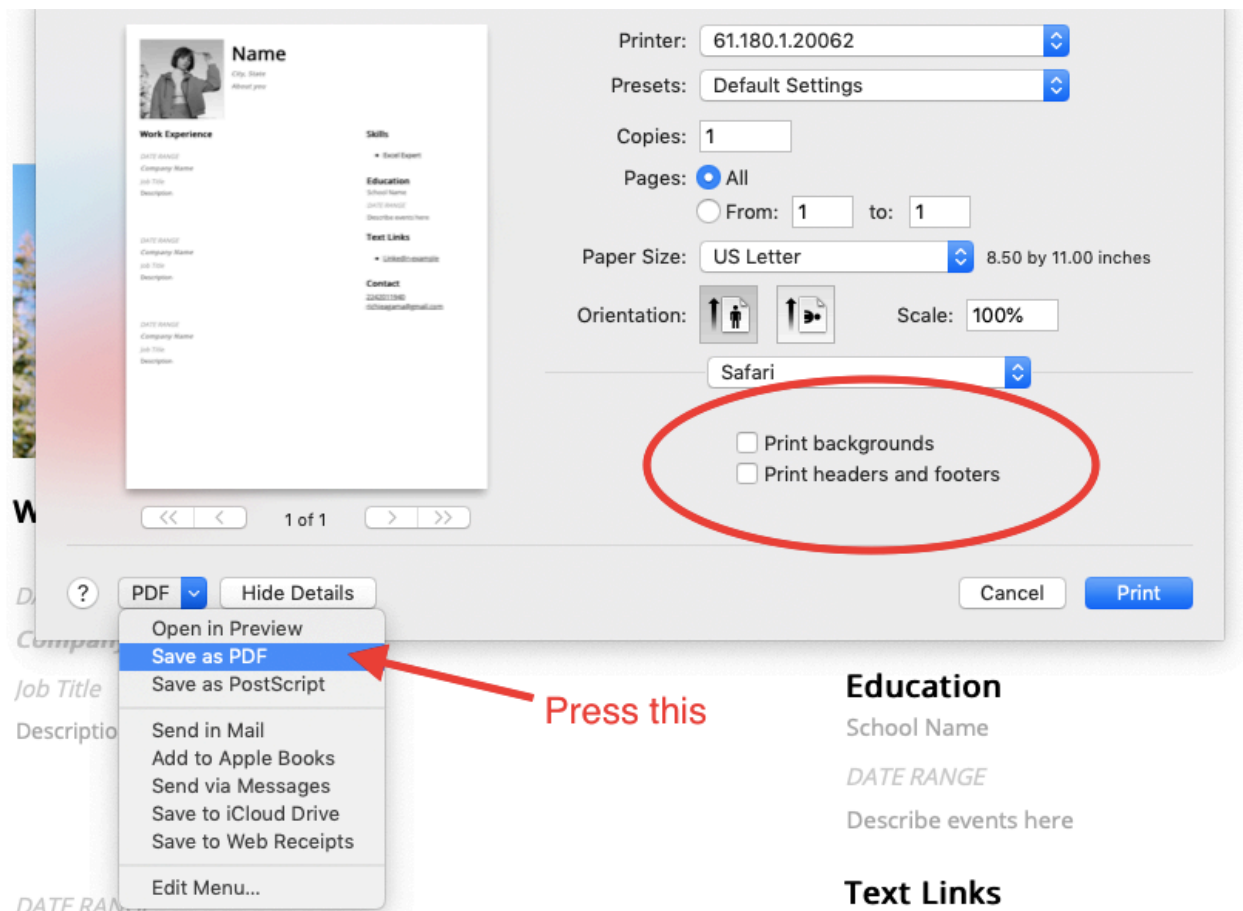 Name
City, State
About you
Work Experience
DATE RANGE
Company Name
Job Title
Description
DATE RANGE
Company Name
Job Title
Description
DATE RANGE
Company Name
Job Title
Description
Skills
Excel Expert
Education
School Name
DATE RANGE
Describe events here
Text Links
LinkedIn example
Contact
2242011940
1 of 1
Printer: 61.180.1.20062
Presets: Default Settings
Copies: 1
Pages: All
From: 1 to: 1
Paper Size: US Letter 8.50 by 11.00 inches
Orientation: Scale: 100%
Safari
Print backgrounds
Print headers and footers
? PDF Hide Details Cancel Print
Open in Preview
Save as PDF
Save as PostScript
Send in Mail
Add to Apple Books
Send via Messages
Save to iCloud Drive
Save to Web Receipts
Edit Menu...
Press this
W
Company
Job Title
Descriptio
DATE RAN
Education
School Name
DATE RANGE
Describe events here
Text Links